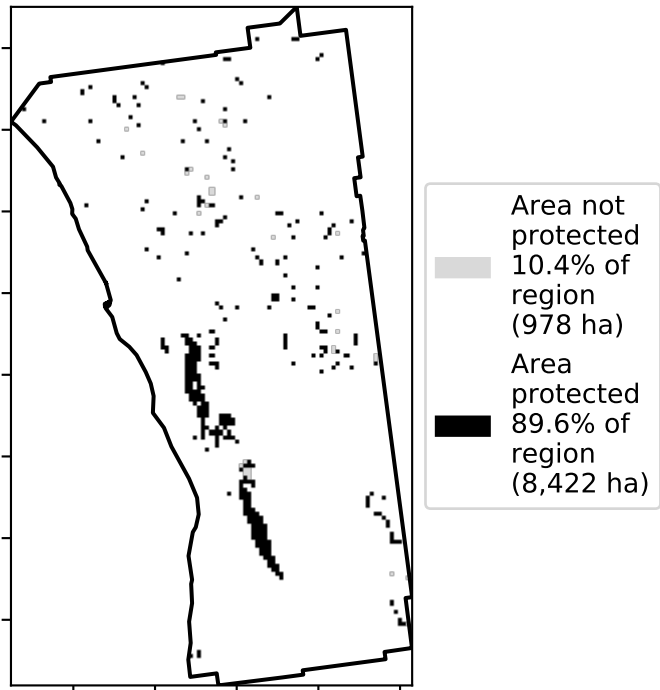 Area not
protected
10.4% of
region
(978 ha)
Area
protected
89.6% of
region
(8,422 ha)